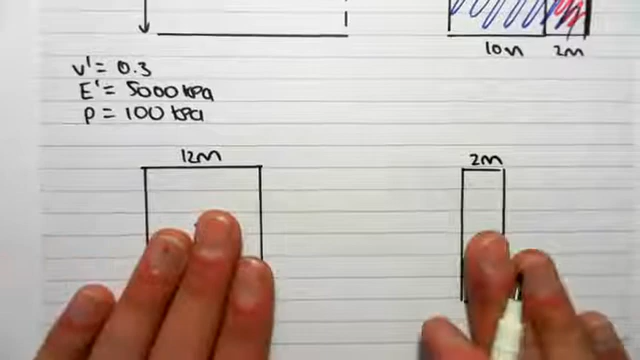 10m 2m
v' = 0.3
E' = 5000 kPa
p = 100 kPa
12m 2m